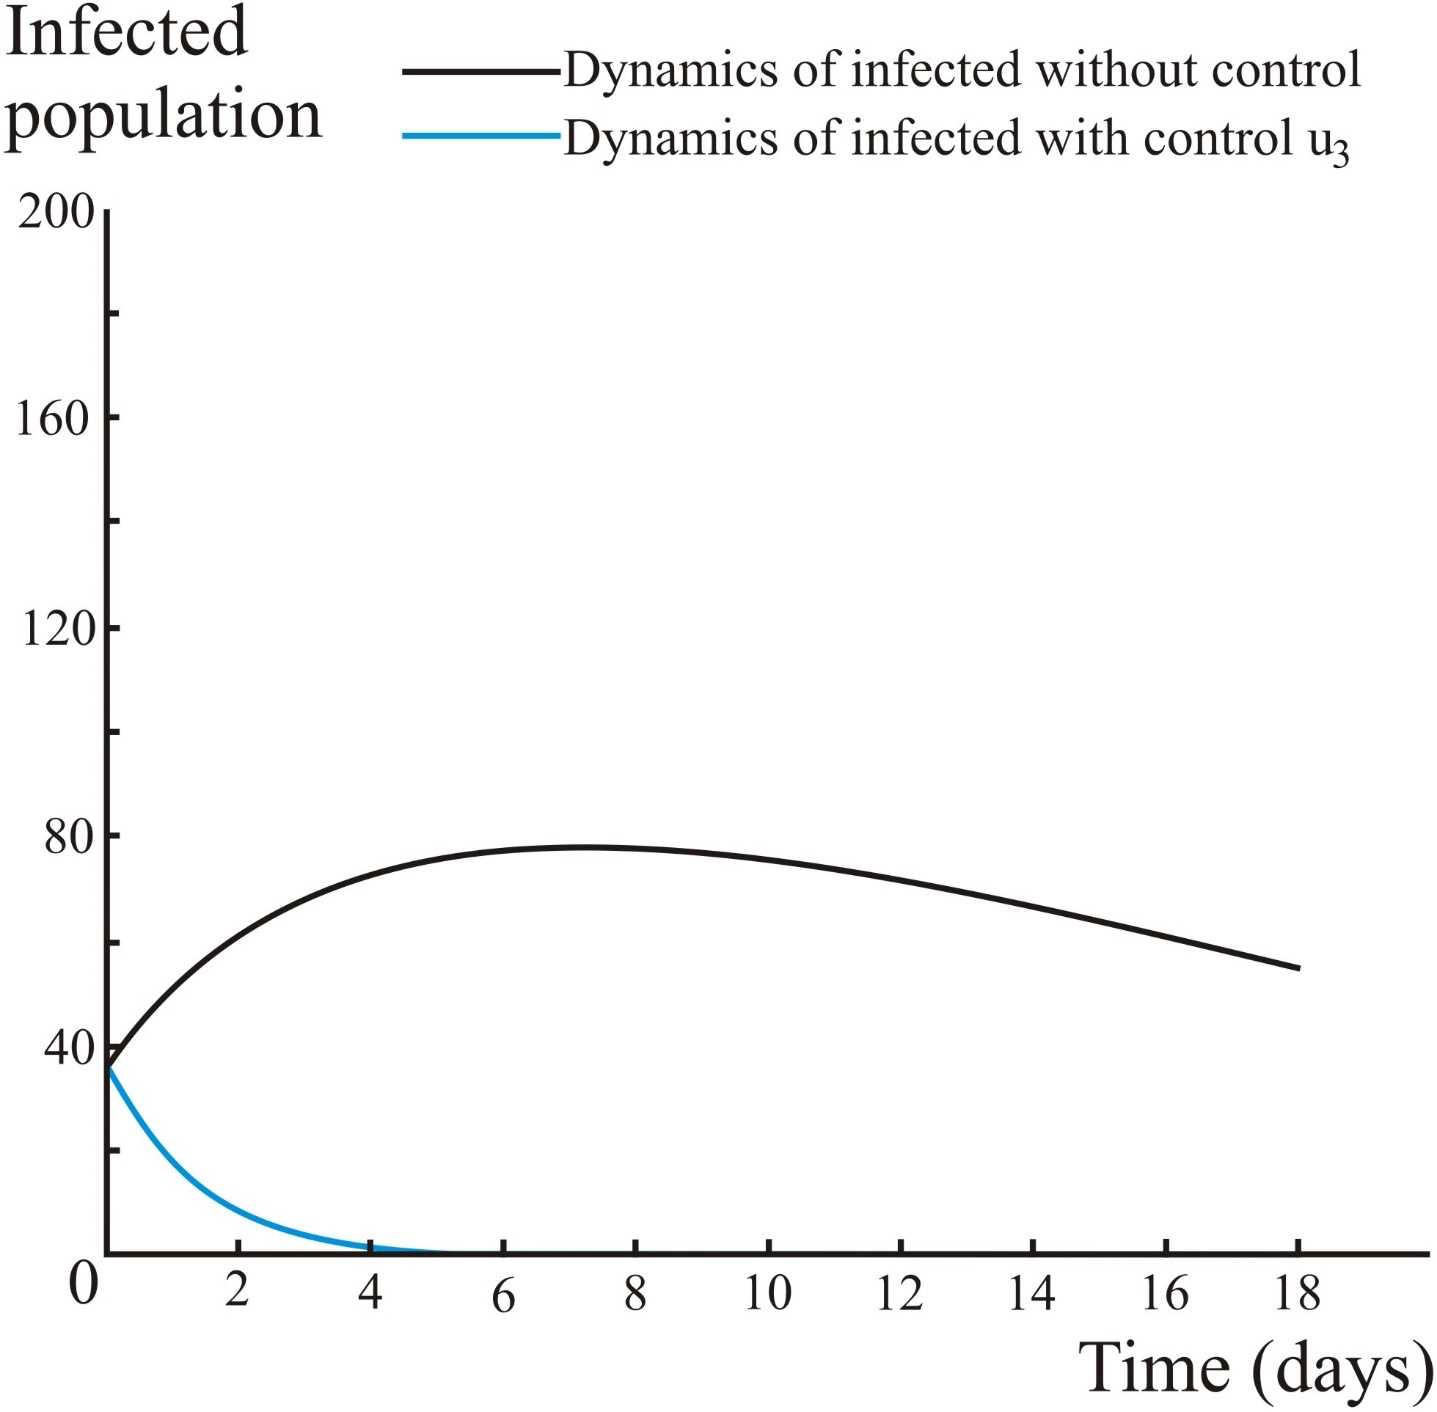 Infected
population
Dynamics of infected without control
Dynamics of infected with control u₃
200
160
120
80
40
0
2 4 6 8 10 12 14 16 18
Time (days)